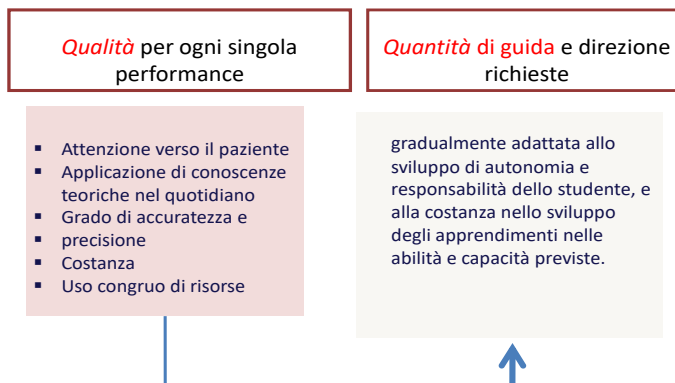 Qualità per ogni singola
performance
▪ Attenzione verso il paziente
▪ Applicazione di conoscenze
teoriche nel quotidiano
▪ Grado di accuratezza e
▪ precisione
▪ Costanza
▪ Uso congruo di risorse
Quantità di guida e direzione
richieste
gradualmente adattata allo
sviluppo di autonomia e
responsabilità dello studente, e
alla costanza nello sviluppo
degli apprendimenti nelle
abilità e capacità previste.